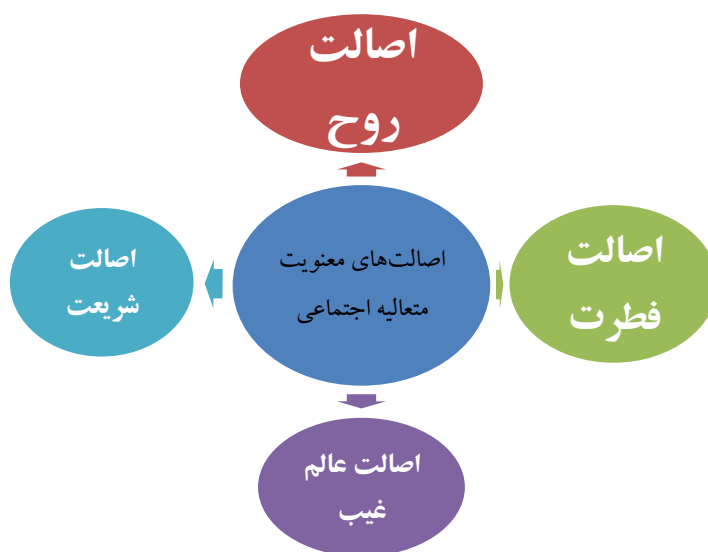 اصالت
روح
اصالت
فطرت
اصالت‌های معنویت
متعالیه اجتماعی
اصالت
شریعت
اصالت عالم
غیب